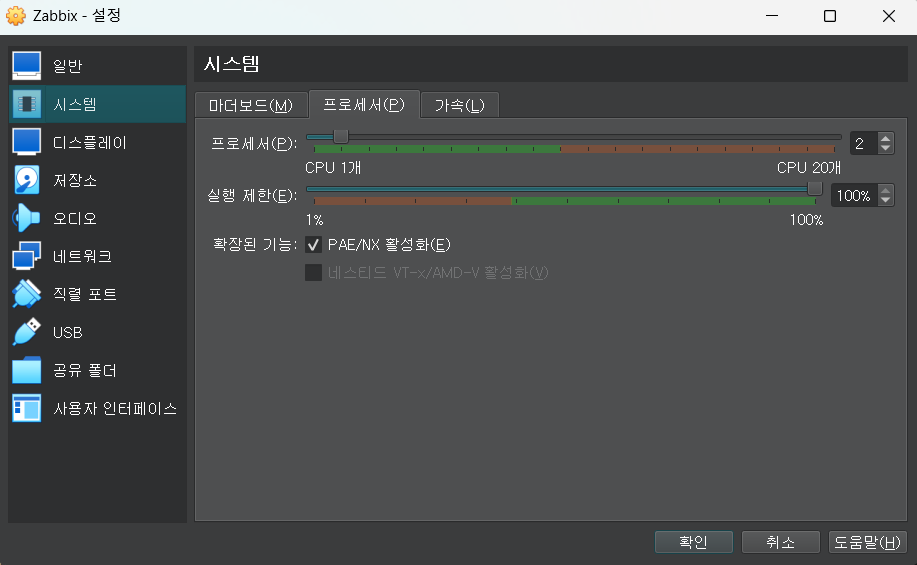 Zabbix - 설정
일반
시스템
디스플레이
저장소
오디오
네트워크
직렬 포트
USB
공유 폴더
사용자 인터페이스
시스템
마더보드(M) 프로세서(P) 가속(L)
프로세서(P): 2
CPU 1개 CPU 20개
실행 제한(E): 100%
1% 100%
확장된 기능: PAE/NX 활성화(E)
네스티드 VT-x/AMD-V 활성화(V)
확인 취소 도움말(H)